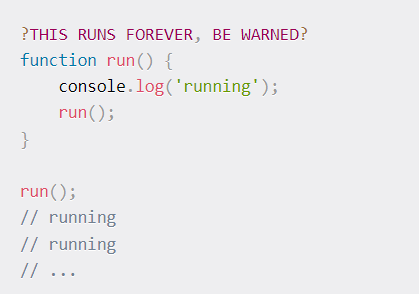 ?THIS RUNS FOREVER, BE WARNED?
function run() {
    console.log('running');
    run();
}

run();
// running
// running
// ...